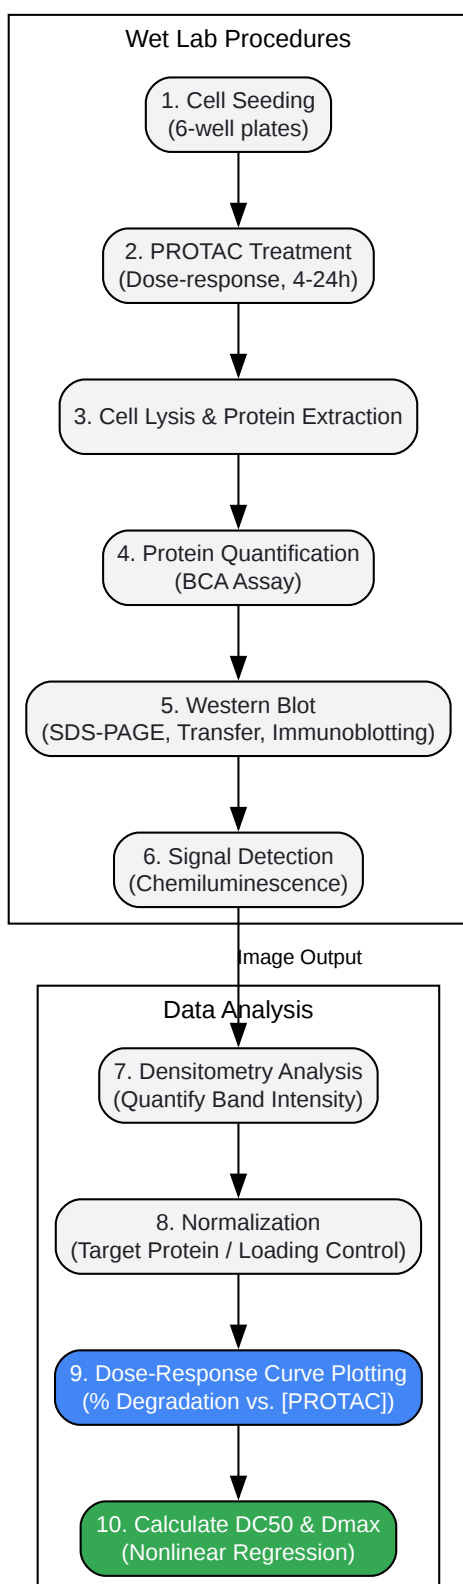 Wet Lab Procedures
1. Cell Seeding
(6-well plates)
2. PROTAC Treatment
(Dose-response, 4-24h)
3. Cell Lysis & Protein Extraction
4. Protein Quantification
(BCA Assay)
5. Western Blot
(SDS-PAGE, Transfer, Immunoblotting)
6. Signal Detection
(Chemiluminescence)
Image Output
Data Analysis
7. Densitometry Analysis
(Quantify Band Intensity)
8. Normalization
(Target Protein / Loading Control)
9. Dose-Response Curve Plotting
(% Degradation vs. [PROTAC])
10. Calculate DC50 & Dmax
(Nonlinear Regression)